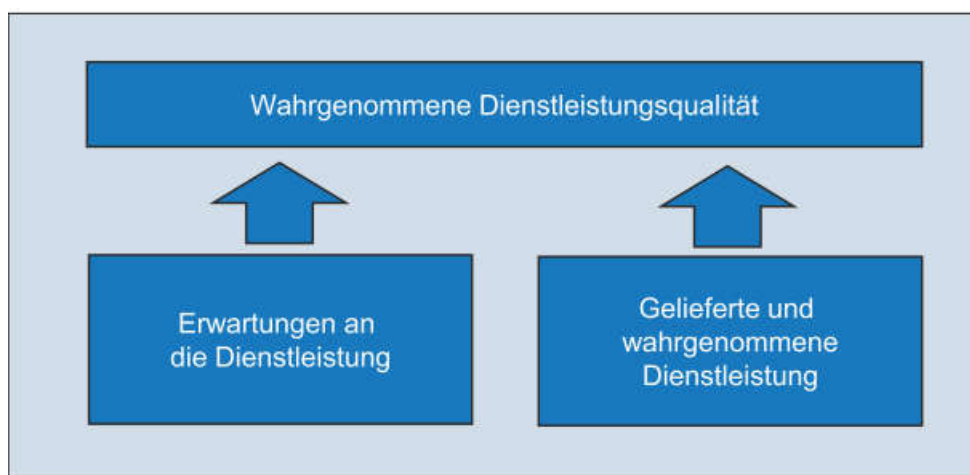 Wahrgenommene Dienstleistungsqualität
Erwartungen an
die Dienstleistung
Gelieferte und
wahrgenommene
Dienstleistung